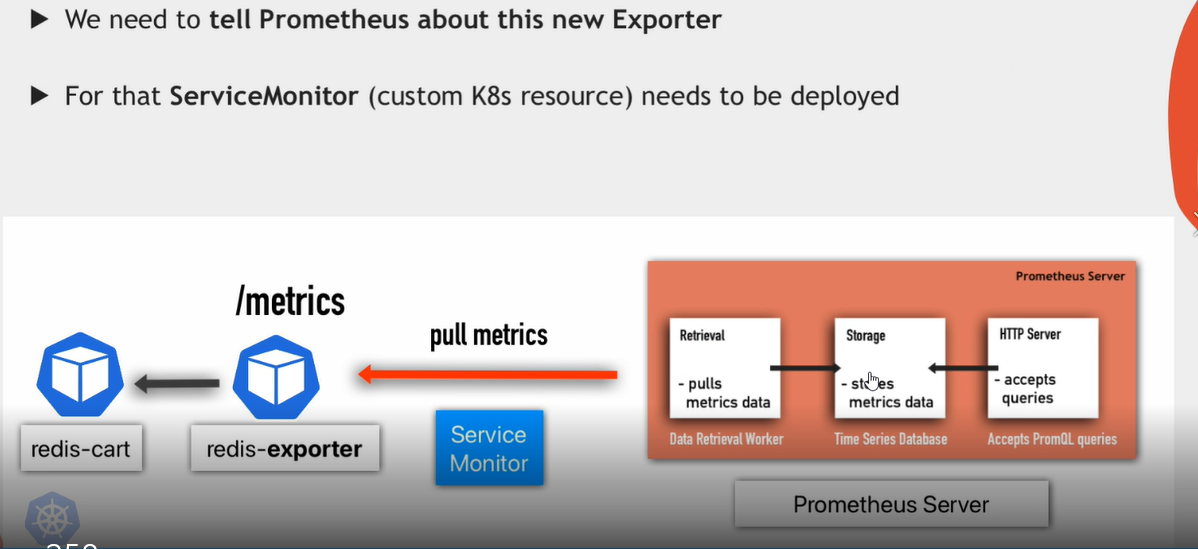 We need to tell Prometheus about this new Exporter
For that ServiceMonitor (custom K8s resource) needs to be deployed
/metrics
pull metrics
redis-cart
redis-exporter
Service
Monitor
Prometheus Server
Retrieval
- pulls
metrics data
Data Retrieval Worker
Storage
metrics data
Time Series Database
HTTP Server
- accepts
queries
Accepts PromQL queries
Prometheus Server